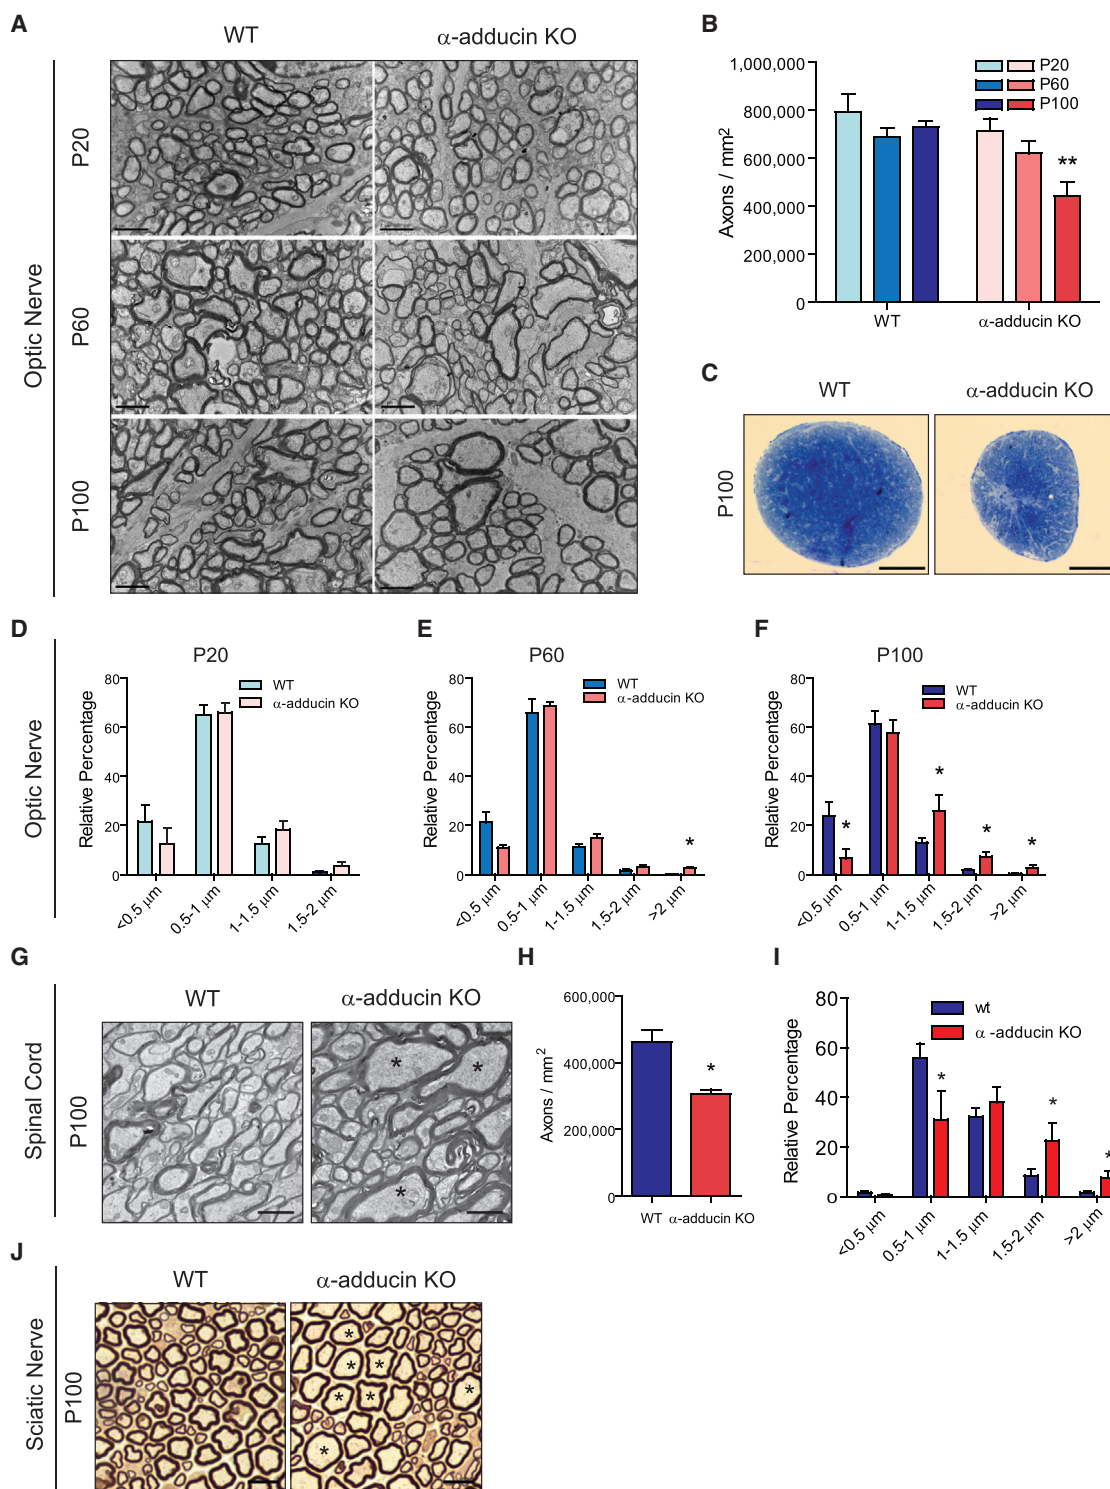 A
WT
α-adducin KO
Optic Nerve
P20
P60
P100
B
1,000,000
800,000
600,000
400,000
200,000
0
Axons / mm²
P20
P60
P100
**
WT
α-adducin KO
C
WT
α-adducin KO
P100
Optic Nerve
D
P20
Relative Percentage
80
60
40
20
0
WT
α-adducin KO
<0.5 μm
0.5-1 μm
1-1.5 μm
1.5-2 μm
E
P60
Relative Percentage
80
60
40
20
0
WT
α-adducin KO
*
<0.5 μm
0.5-1 μm
1-1.5 μm
1.5-2 μm
>2 μm
F
P100
Relative Percentage
80
60
40
20
0
WT
α-adducin KO
*
*
*
*
<0.5 μm
0.5-1 μm
1-1.5 μm
1.5-2 μm
>2 μm
G
WT
α-adducin KO
Spinal Cord
P100
*
*
*
H
600,000
400,000
200,000
0
Axons / mm²
*
WT
α-adducin KO
I
Relative Percentage
80
60
40
20
0
wt
α -adducin KO
*
*
*
<0.5 μm
0.5-1 μm
1-1.5 μm
1.5-2 μm
>2 μm
J
WT
α-adducin KO
Sciatic Nerve
P100
*
*
*
*
*
*
*